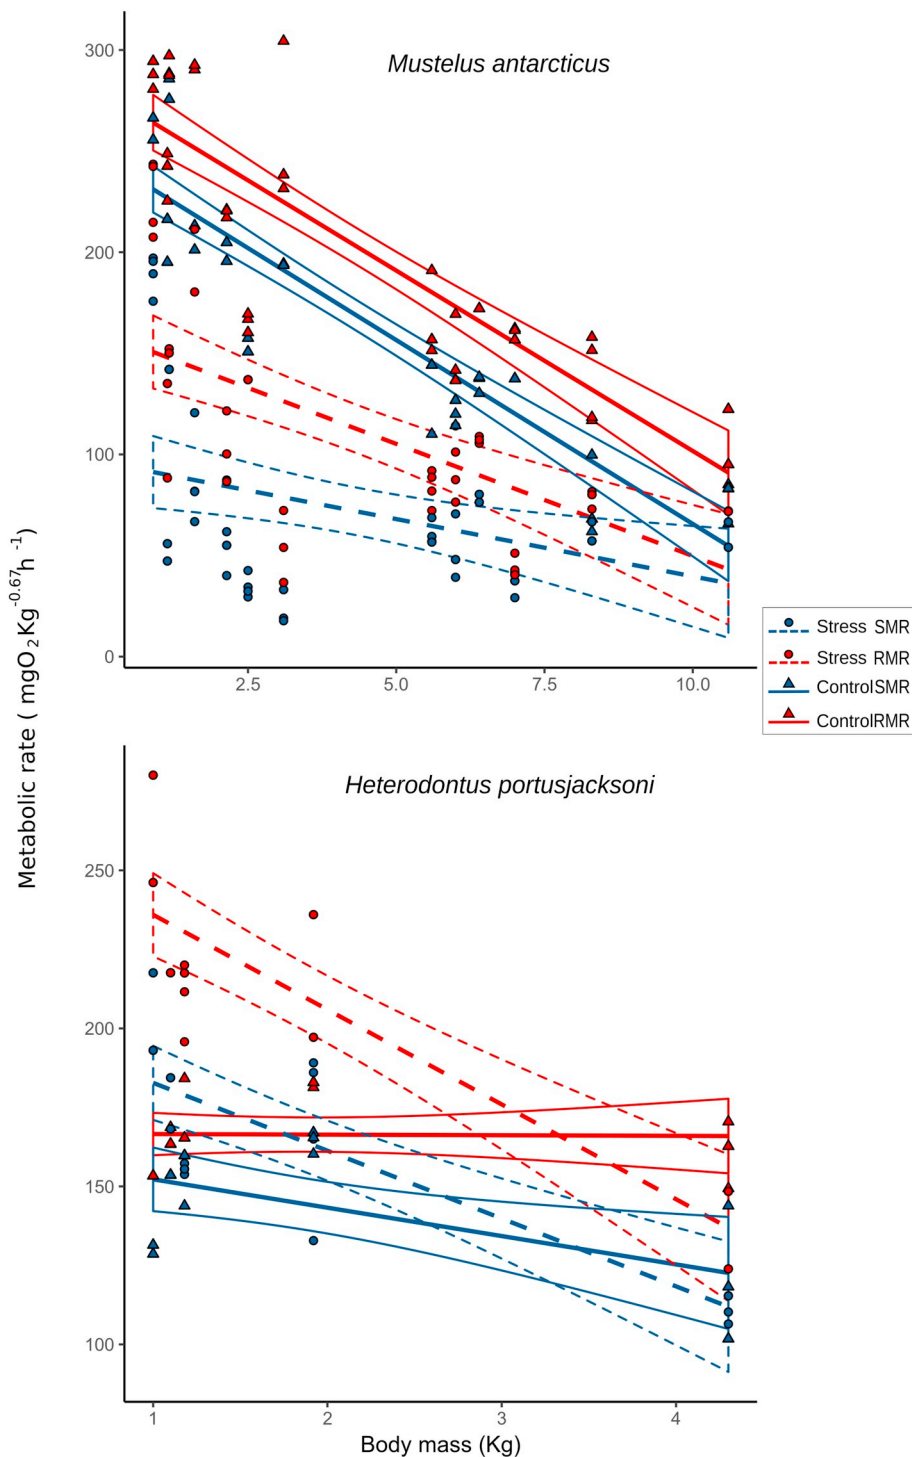 Mustelus antarcticus
300
200
100
0
2.5 5.0 7.5 10.0
Stress SMR
Stress RMR
ControlSMR
ControlRMR
Metabolic rate ( mgO₂Kg⁻⁰·⁶⁷h ⁻¹)
Heterodontus portusjacksoni
250
200
150
100
1 2 3 4
Body mass (Kg)